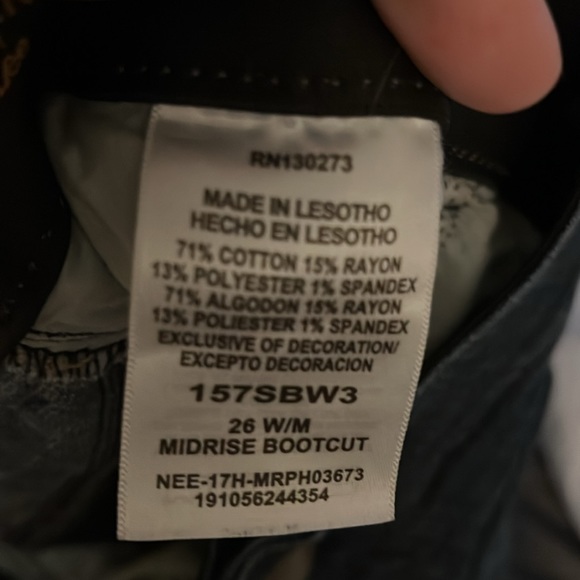 RN130273
MADE IN LESOTHO
HECHO EN LESOTHO
71% COTTON 15% RAYON
13% POLYESTER 1% SPANDEX
71% ALGODON 15% RAYON
13% POLIESTER 1% SPANDEX
EXCLUSIVE OF DECORATION/
EXCEPTO DECORACION
157SBW3
26 W/M
MIDRISE BOOTCUT
NEE-17H-MRPH03673
191056244354